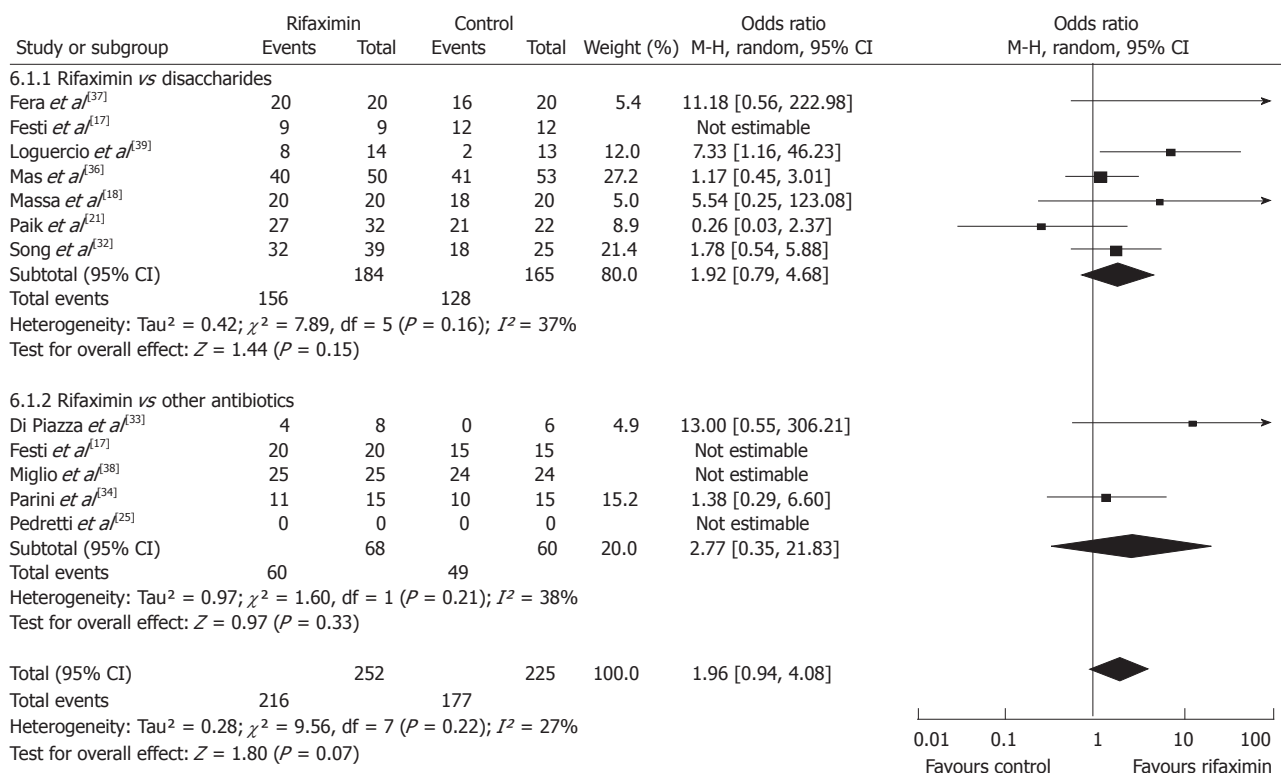 Rifaximin Control Odds ratio Odds ratio
Study or subgroup Events Total Events Total Weight (%) M-H, random, 95% CI M-H, random, 95% CI
6.1.1 Rifaximin vs disaccharides
Fera et al[37] 20 20 16 20 5.4 11.18 [0.56, 222.98]
Festi et al[17] 9 9 12 12 Not estimable
Loguercio et al[39] 8 14 2 13 12.0 7.33 [1.16, 46.23]
Mas et al[36] 40 50 41 53 27.2 1.17 [0.45, 3.01]
Massa et al[18] 20 20 18 20 5.0 5.54 [0.25, 123.08]
Paik et al[21] 27 32 21 22 8.9 0.26 [0.03, 2.37]
Song et al[32] 32 39 18 25 21.4 1.78 [0.54, 5.88]
Subtotal (95% CI) 184 165 80.0 1.92 [0.79, 4.68]
Total events 156 128
Heterogeneity: Tau² = 0.42; χ² = 7.89, df = 5 (P = 0.16); I² = 37%
Test for overall effect: Z = 1.44 (P = 0.15)
6.1.2 Rifaximin vs other antibiotics
Di Piazza et al[33] 4 8 0 6 4.9 13.00 [0.55, 306.21]
Festi et al[17] 20 20 15 15 Not estimable
Miglio et al[38] 25 25 24 24 Not estimable
Parini et al[34] 11 15 10 15 15.2 1.38 [0.29, 6.60]
Pedretti et al[25] 0 0 0 0 Not estimable
Subtotal (95% CI) 68 60 20.0 2.77 [0.35, 21.83]
Total events 60 49
Heterogeneity: Tau² = 0.97; χ² = 1.60, df = 1 (P = 0.21); I² = 38%
Test for overall effect: Z = 0.97 (P = 0.33)
Total (95% CI) 252 225 100.0 1.96 [0.94, 4.08]
Total events 216 177
Heterogeneity: Tau² = 0.28; χ² = 9.56, df = 7 (P = 0.22); I² = 27%
Test for overall effect: Z = 1.80 (P = 0.07)
0.01 0.1 1 10 100
Favours control Favours rifaximin